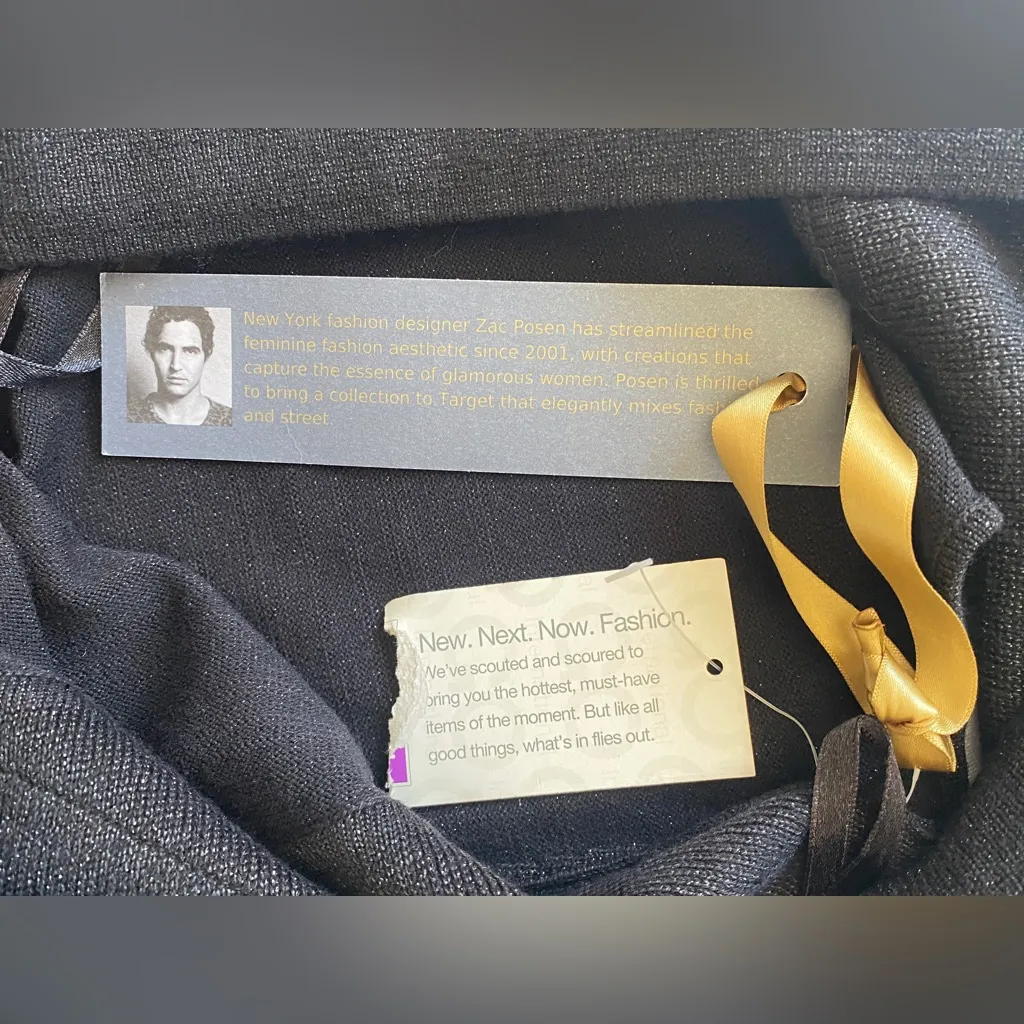 New York fashion designer Zac Posen has streamlined the
feminine fashion aesthetic since 2001, with creations that
capture the essence of glamorous women. Posen is thrilled
to bring a collection to Target that elegantly mixes
and street.
New. Next. Now. Fashion.
We've scouted and scoured to
bring you the hottest, must-have
items of the moment. But like all
good things, what's in flies out.